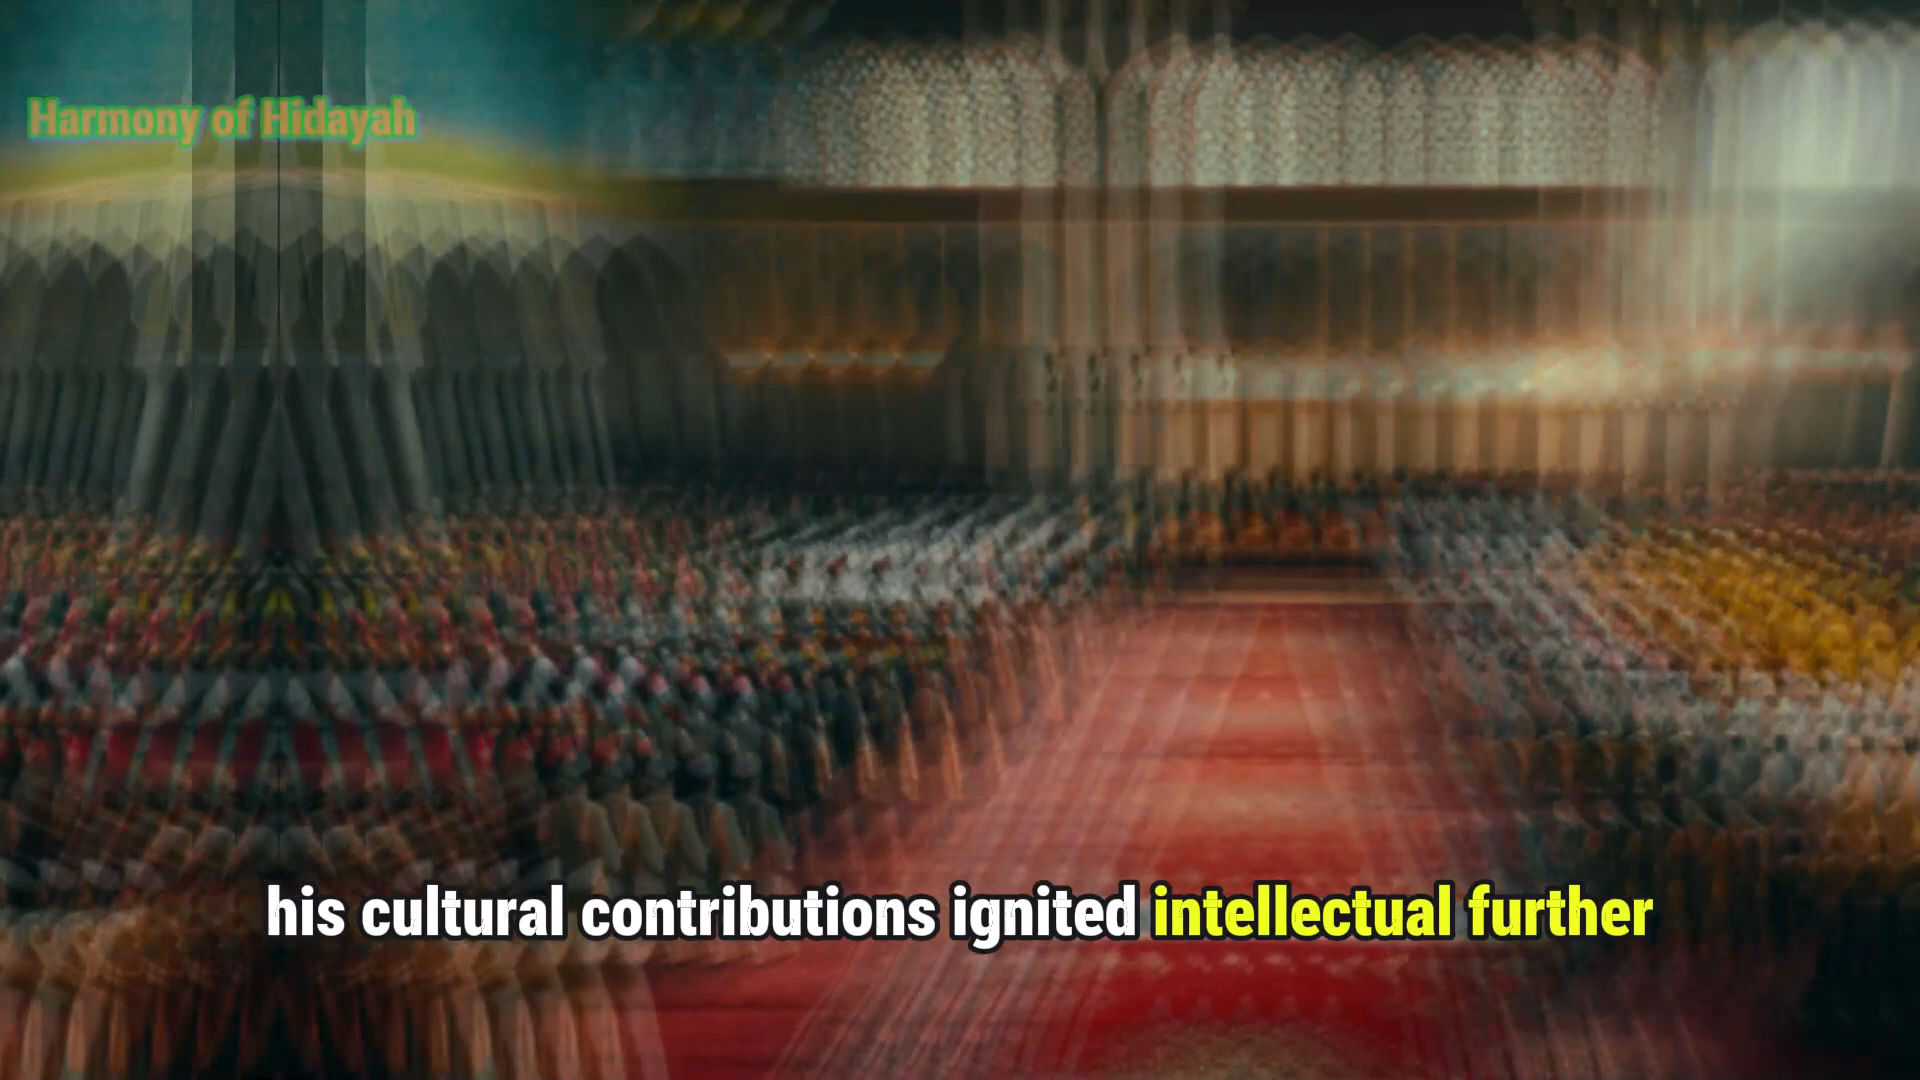 Harmony of Hidayah
his cultural contributions ignited intellectual further